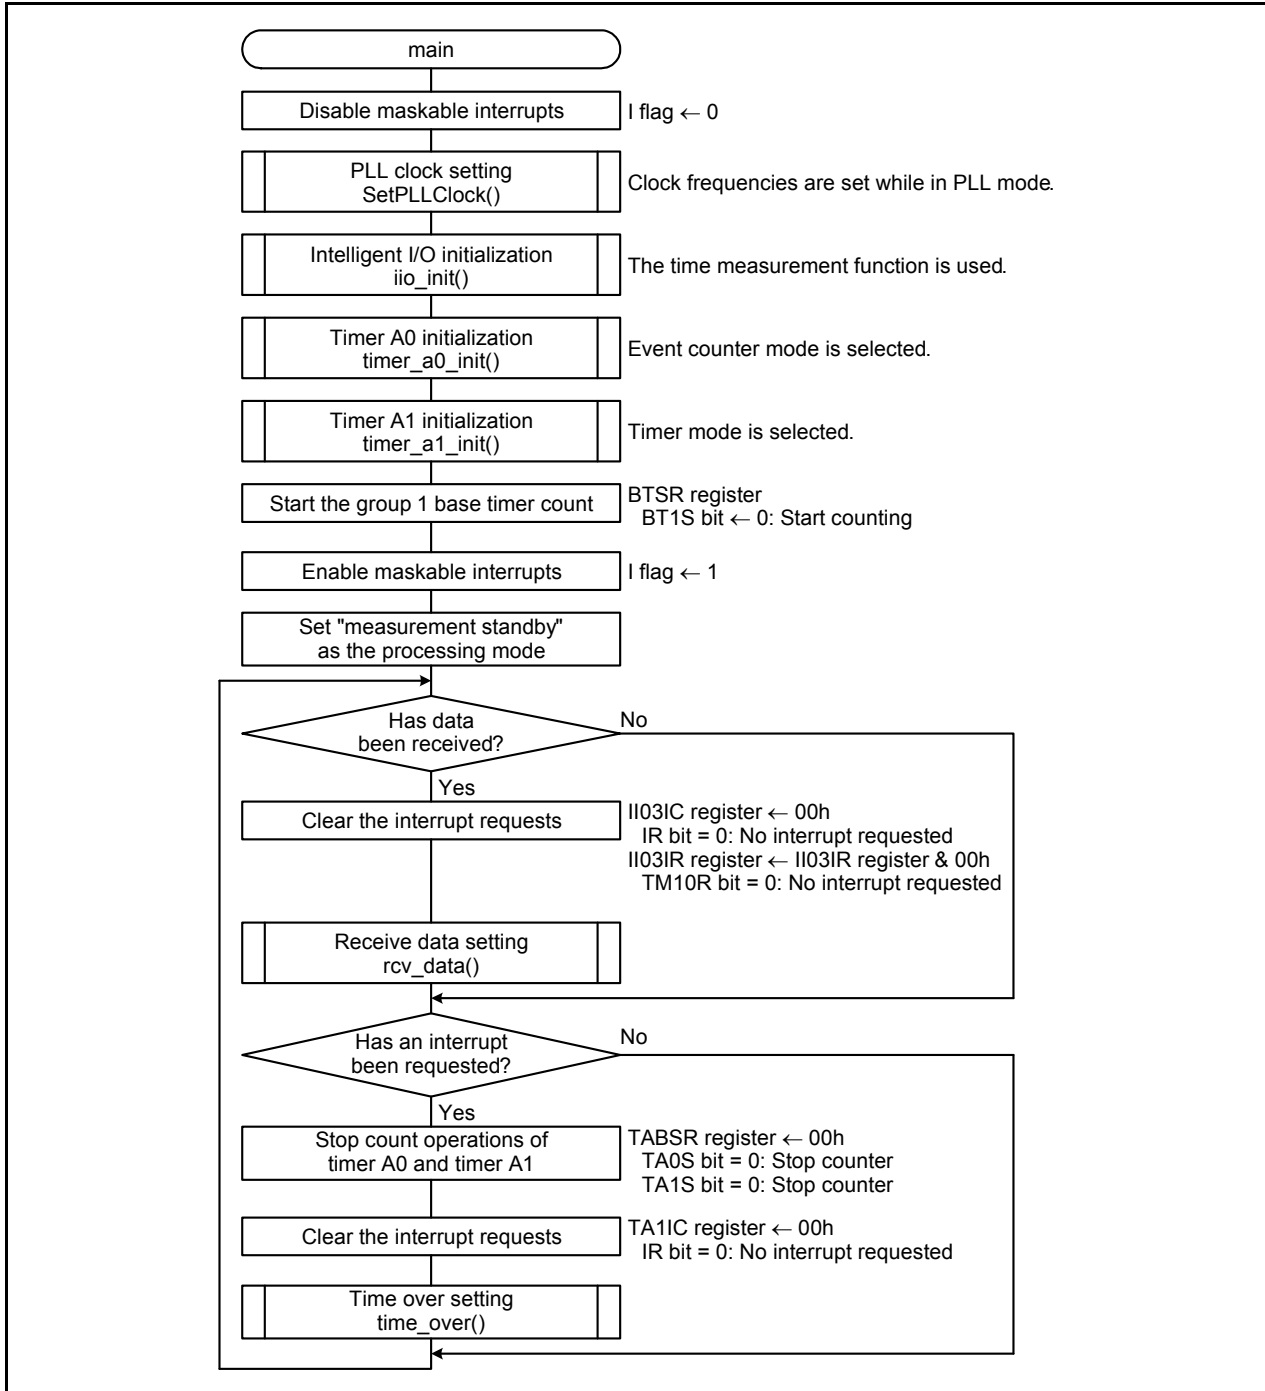 main
Disable maskable interrupts
I flag ← 0
PLL clock setting
SetPLLClock()
Clock frequencies are set while in PLL mode.
Intelligent I/O initialization
iio_init()
The time measurement function is used.
Timer A0 initialization
timer_a0_init()
Event counter mode is selected.
Timer A1 initialization
timer_a1_init()
Timer mode is selected.
Start the group 1 base timer count
BTSR register
BT1S bit ← 0: Start counting
Enable maskable interrupts
I flag ← 1
Set "measurement standby"
as the processing mode
Has data
been received?
No
Yes
Clear the interrupt requests
II03IC register ← 00h
IR bit = 0: No interrupt requested
II03IR register ← II03IR register & 00h
TM10R bit = 0: No interrupt requested
Receive data setting
rcv_data()
Has an interrupt
been requested?
No
Yes
Stop count operations of
timer A0 and timer A1
TABSR register ← 00h
TA0S bit = 0: Stop counter
TA1S bit = 0: Stop counter
Clear the interrupt requests
TA1IC register ← 00h
IR bit = 0: No interrupt requested
Time over setting
time_over()